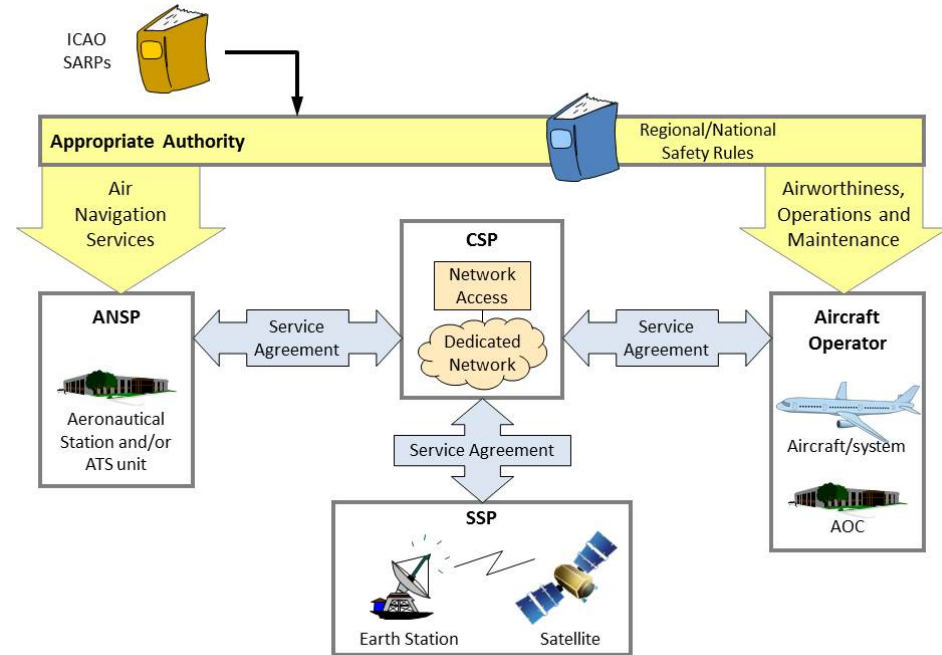 ICAO
SARPs
Appropriate Authority
Regional/National
Safety Rules
Air
Navigation
Services
Airworthiness,
Operations and
Maintenance
CSP
Network
Access
Dedicated
Network
ANSP
Aeronautical
Station and/or
ATS unit
Service
Agreement
Service
Agreement
Aircraft
Operator
Aircraft/system
AOC
Service Agreement
SSP
Earth Station
Satellite